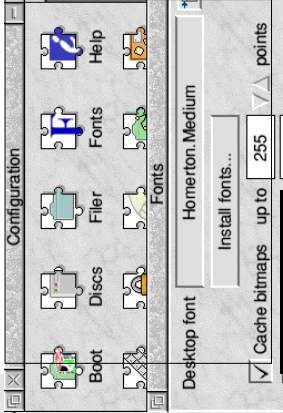 Configuration
Boot Discs Filer Fonts Help
Fonts
Desktop font Homerton.Medium
Install fonts...
Cache bitmaps up to 255 points